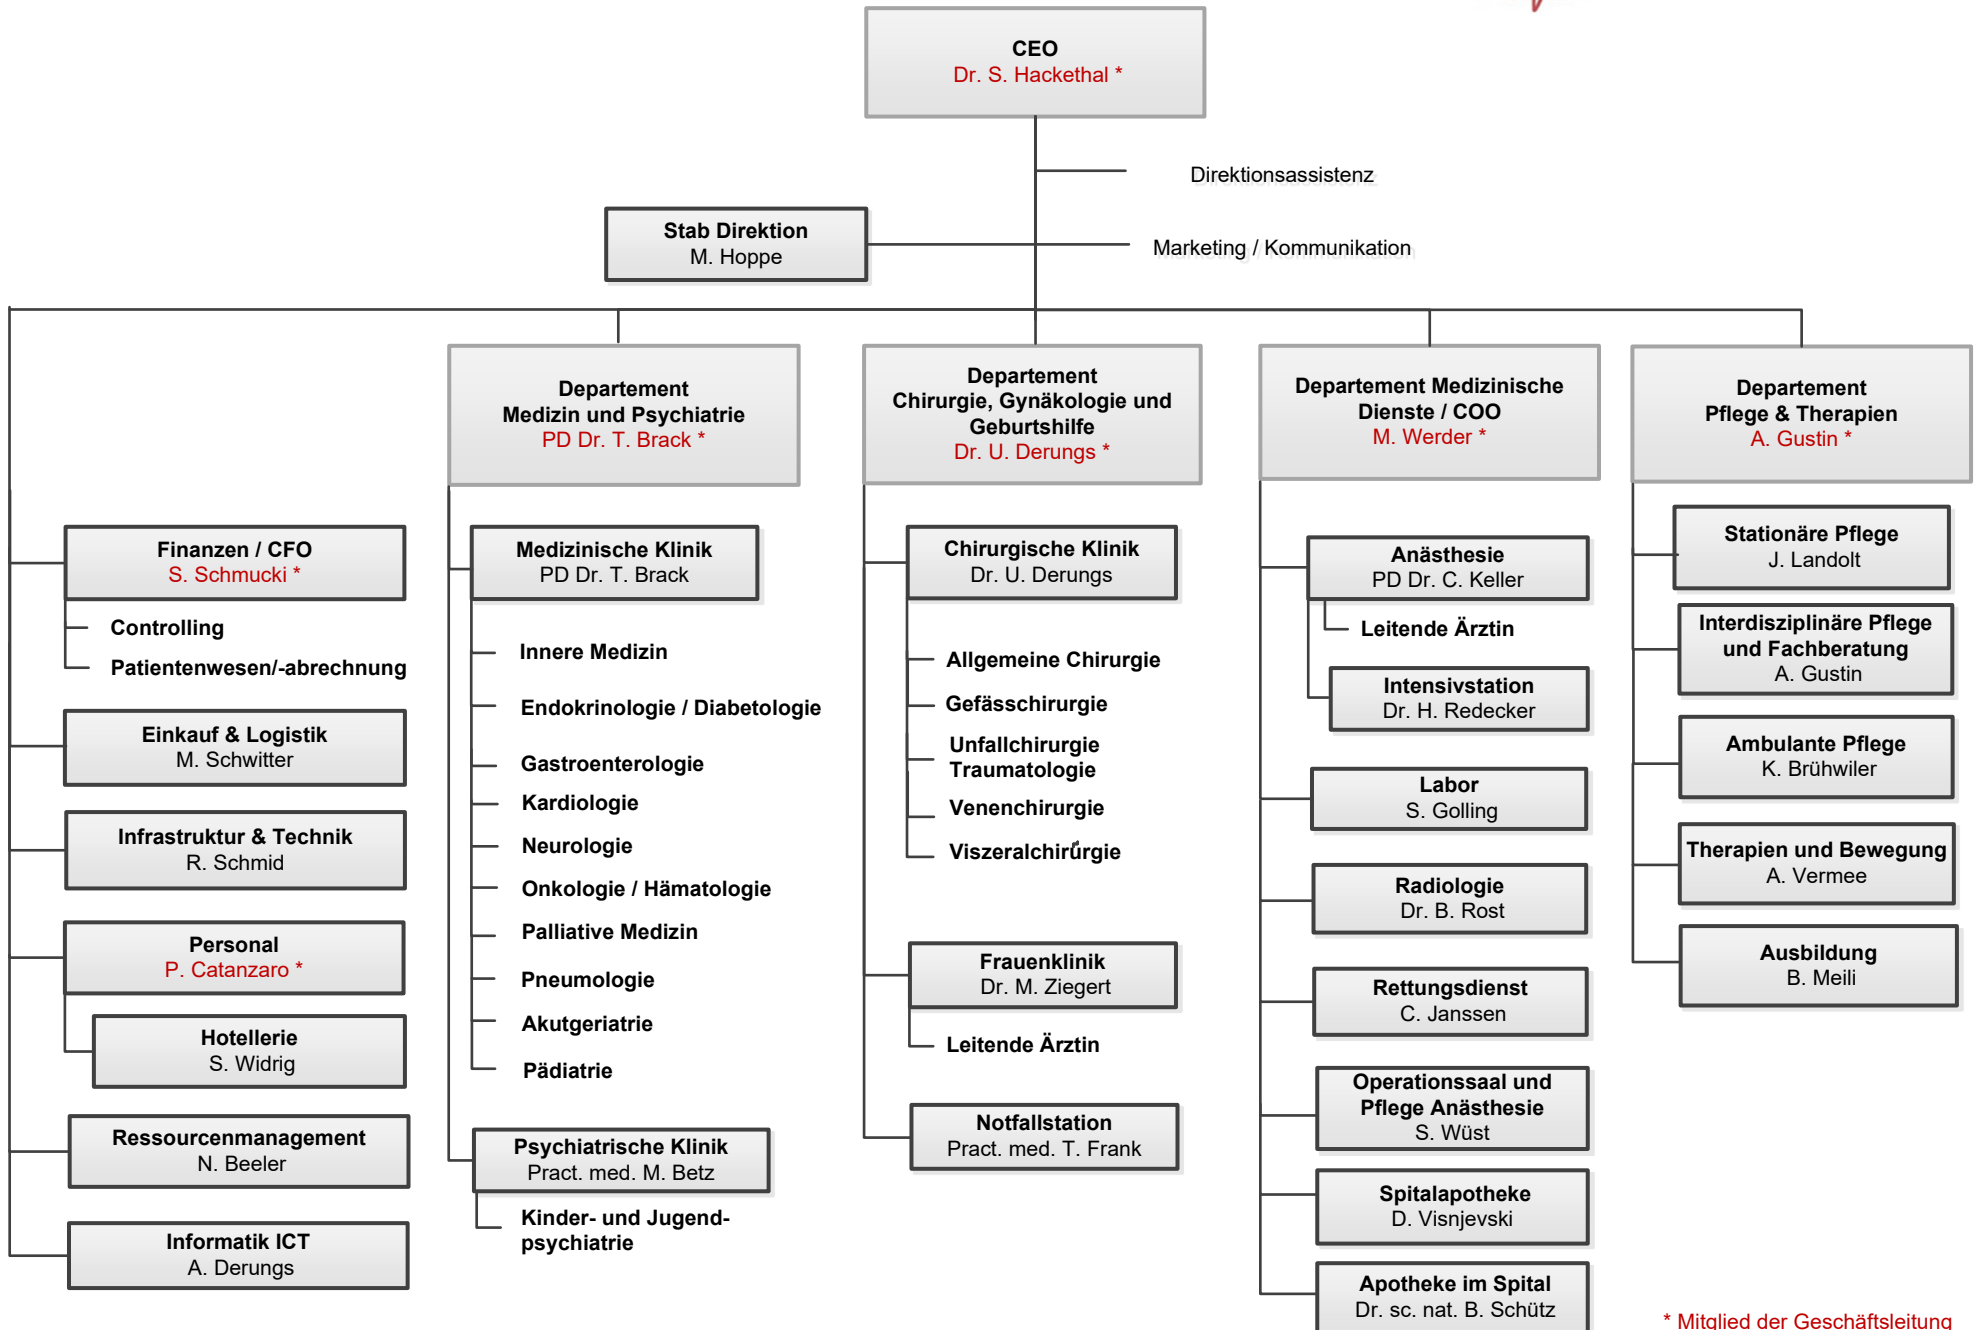 CEO
Dr. S. Hackethal *
Direktionsassistenz
Stab Direktion
M. Hoppe
Marketing / Kommunikation
Departement
Medizin und Psychiatrie
PD Dr. T. Brack *
Departement
Chirurgie, Gynäkologie und
Geburtshilfe
Dr. U. Derungs *
Departement Medizinische
Dienste / COO
M. Werder *
Departement
Pflege & Therapien
A. Gustin *
Finanzen / CFO
S. Schmucki *
Controlling
Patientenwesen/-abrechnung
Einkauf & Logistik
M. Schwitter
Infrastruktur & Technik
R. Schmid
Personal
P. Catanzaro *
Hotellerie
S. Widrig
Ressourcenmanagement
N. Beeler
Informatik ICT
A. Derungs
Medizinische Klinik
PD Dr. T. Brack
Innere Medizin
Endokrinologie / Diabetologie
Gastroenterologie
Kardiologie
Neurologie
Onkologie / Hämatologie
Palliative Medizin
Pneumologie
Akutgeriatrie
Pädiatrie
Psychiatrische Klinik
Pract. med. M. Betz
Kinder- und Jugend-
psychiatrie
Chirurgische Klinik
Dr. U. Derungs
Allgemeine Chirurgie
Gefässchirurgie
Unfallchirurgie
Traumatologie
Venenchirurgie
Viszeralchirurgie
Frauenklinik
Dr. M. Ziegert
Leitende Ärztin
Notfallstation
Pract. med. T. Frank
Anästhesie
PD Dr. C. Keller
Leitende Ärztin
Intensivstation
Dr. H. Redecker
Labor
S. Golling
Radiologie
Dr. B. Rost
Rettungsdienst
C. Janssen
Operationssaal und
Pflege Anästhesie
S. Wüst
Spitalapotheke
D. Visnjevski
Apotheke im Spital
Dr. sc. nat. B. Schütz
Stationäre Pflege
J. Landolt
Interdisziplinäre Pflege
und Fachberatung
A. Gustin
Ambulante Pflege
K. Brühwiler
Therapien und Bewegung
A. Vermee
Ausbildung
B. Meili
* Mitglied der Geschäftsleitung